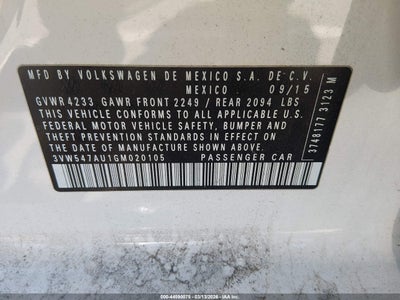 MFD BY VOLKSWAGEN DE MEXICO S.A. DE C.V.
MEXICO 09/15
GVWR 4233 GAWR FRONT 2249 / REAR 2094 LBS
THIS VEHICLE CONFORMS TO ALL APPLICABLE U.S.
FEDERAL MOTOR VEHICLE SAFETY, BUMPER AND
THEFT PREVENTION STANDARDS IN EFFECT ON THE
DATE OF MANUFACTURE SHOWN ABOVE.
3VW547AU1GM020105 PASSENGER CAR
3748177 3123 M
000-44590075 - 03/13/2026 - IAA, Inc.